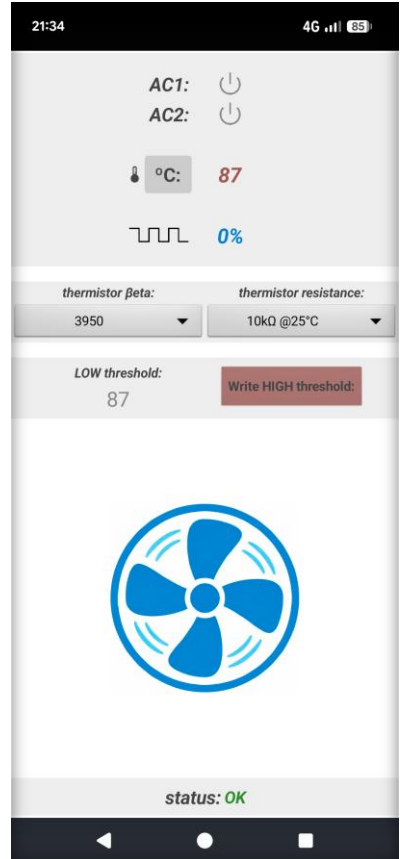 21:34 4G 85
AC1:
AC2:
ºC: 87
0%
thermistor βeta: thermistor resistance:
3950 10kΩ @25°C
LOW threshold: Write HIGH threshold:
87
status: OK